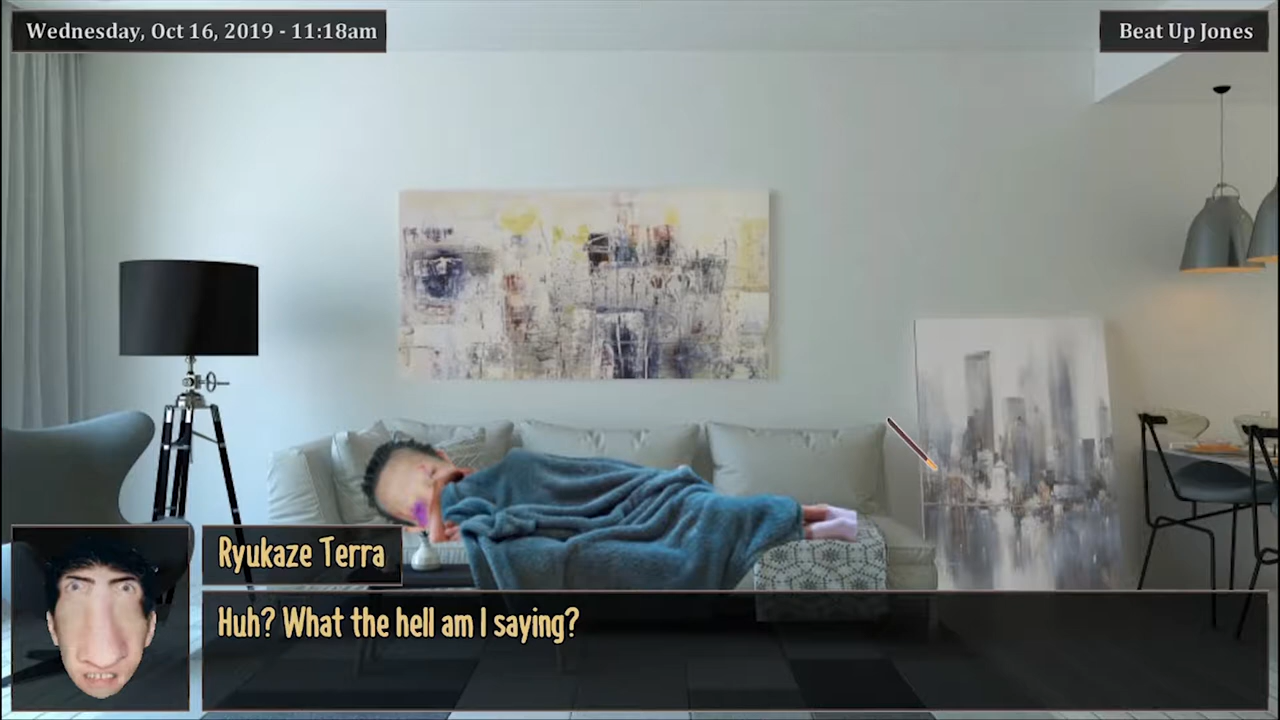 Wednesday, Oct 16, 2019 - 11:18am
Beat Up Jones
Ryukaze Terra
Huh? What the hell am I saying?